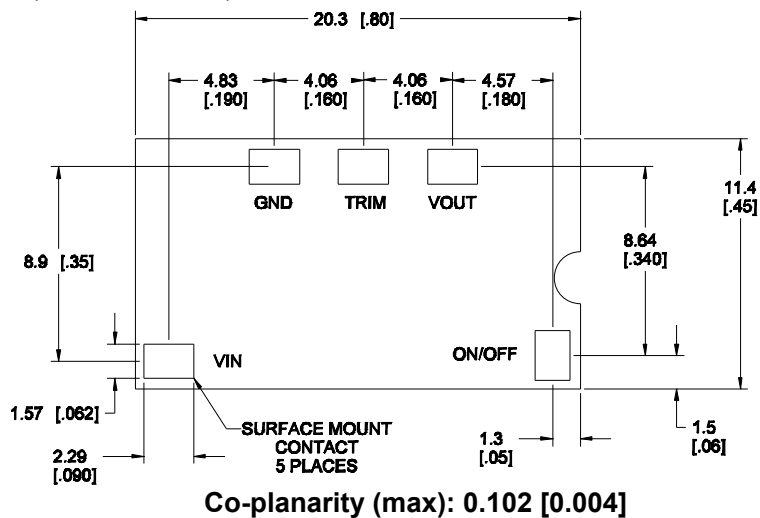 20.3 [.80]
4.83
[.190]
4.06
[.160]
4.06
[.160]
4.57
[.180]
GND
TRIM
VOUT
11.4
[.45]
8.9 [.35]
8.64
[.340]
VIN
ON/OFF
1.57 [.062]
SURFACE MOUNT
CONTACT
5 PLACES
2.29
[.090]
1.3
[.05]
1.5
[.06]
Co-planarity (max): 0.102 [0.004]